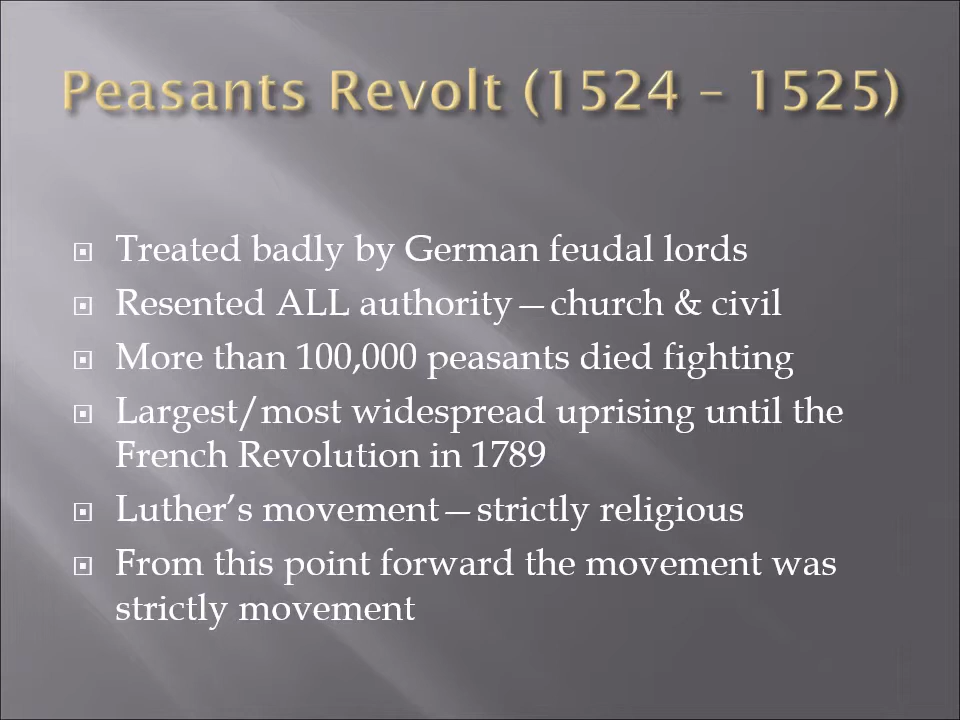 Peasants Revolt (1524 – 1525)
Treated badly by German feudal lords
Resented ALL authority—church & civil
More than 100,000 peasants died fighting
Largest/most widespread uprising until the
French Revolution in 1789
Luther’s movement—strictly religious
From this point forward the movement was
strictly movement